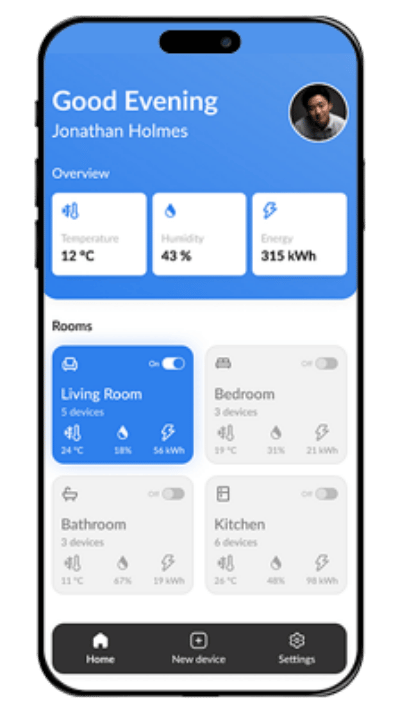 Good Evening
Jonathan Holmes
Overview
Temperature Humidity Energy
12 °C 43 % 315 kWh
Rooms
On Off
Living Room Bedroom
5 devices 3 devices
24 °C 18% 56 kWh 19 °C 31% 21 kWh
Off Off
Bathroom Kitchen
3 devices 6 devices
11 °C 67% 19 kWh 26 °C 48% 98 kWh
Home New device Settings